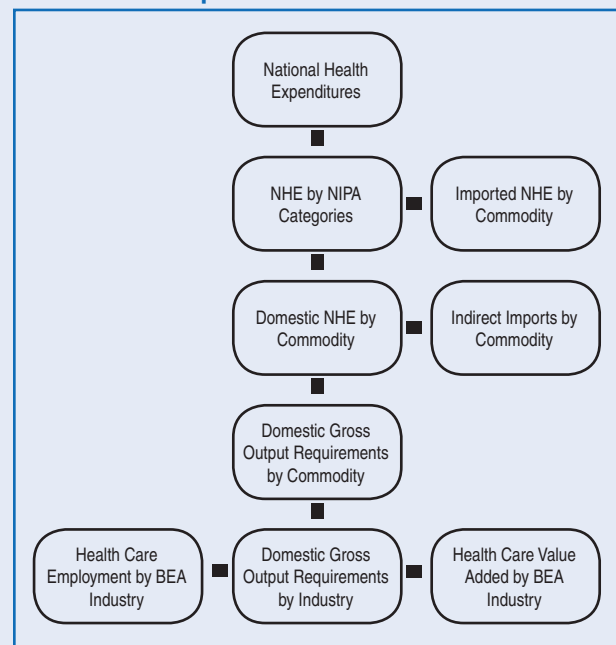 National Health
Expenditures
NHE by NIPA
Categories
Imported NHE by
Commodity
Domestic NHE by
Commodity
Indirect Imports by
Commodity
Domestic Gross
Output Requirements
by Commodity
Health Care
Employment by BEA
Industry
Domestic Gross
Output Requirements
by Industry
Health Care Value
Added by BEA
Industry